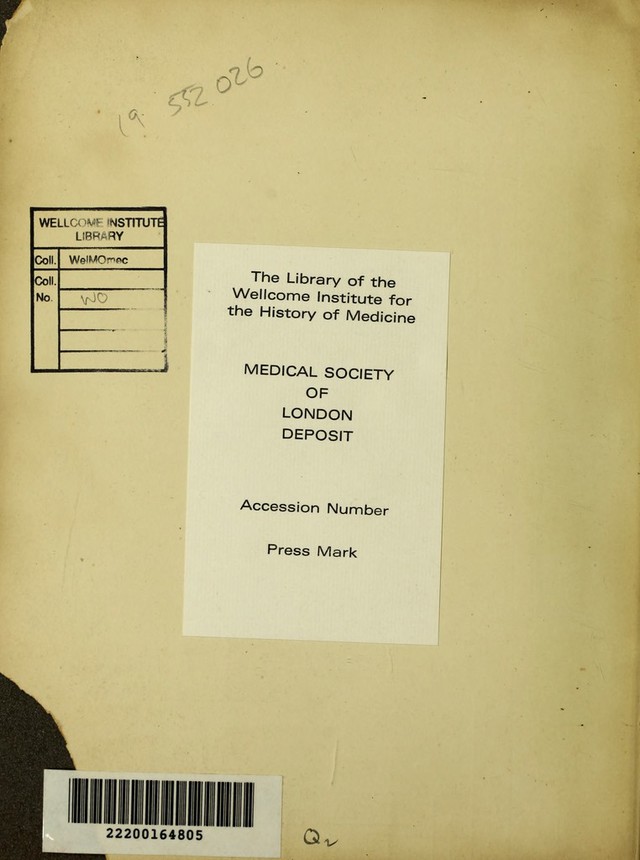 19 552 026
WELLCOME INSTITUTE
LIBRARY
Coll. WelMOmec
Coll.
No. WO
The Library of the
Wellcome Institute for
the History of Medicine
MEDICAL SOCIETY
OF
LONDON
DEPOSIT
Accession Number
Press Mark
22200164805